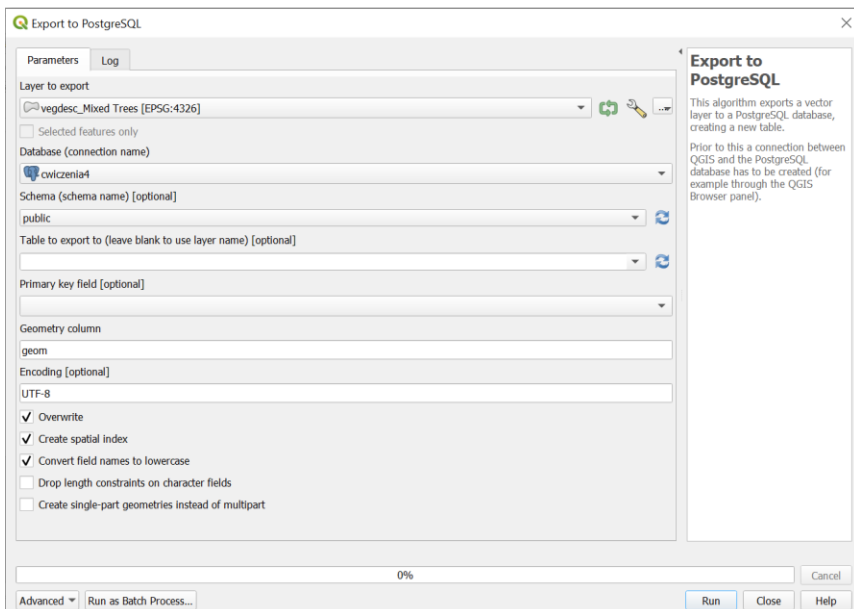 Export to PostgreSQL
Parameters
Log
Layer to export
vegdesc_Mixed Trees [EPSG:4326]
Selected features only
Database (connection name)
cwiczenia4
Schema (schema name) [optional]
public
Table to export to (leave blank to use layer name) [optional]
Primary key field [optional]
Geometry column
geom
Encoding [optional]
UTF-8
Overwrite
Create spatial index
Convert field names to lowercase
Drop length constraints on character fields
Create single-part geometries instead of multipart
Export to
PostgreSQL
This algorithm exports a vector
layer to a PostgreSQL database,
creating a new table.
Prior to this a connection between
QGIS and the PostgreSQL
database has to be created (for
example through the QGIS
Browser panel).
0%
Cancel
Advanced
Run as Batch Process...
Run
Close
Help